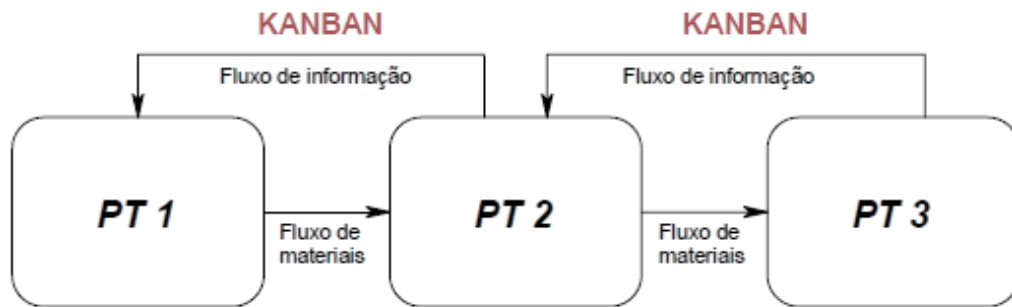 KANBAN
KANBAN
Fluxo de informação
Fluxo de informação
PT 1
PT 2
PT 3
Fluxo de
materiais
Fluxo de
materiais